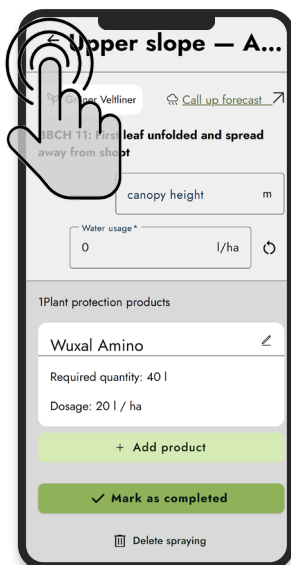 Upper slope — A...
Grüner Veltliner
Call up forecast
BBCH 11: First leaf unfolded and spread
away from shoot
canopy height m
Water usage *
0 l/ha
1Plant protection products
Wuxal Amino
Required quantity: 40 l
Dosage: 20 l / ha
+ Add product
Mark as completed
Delete spraying